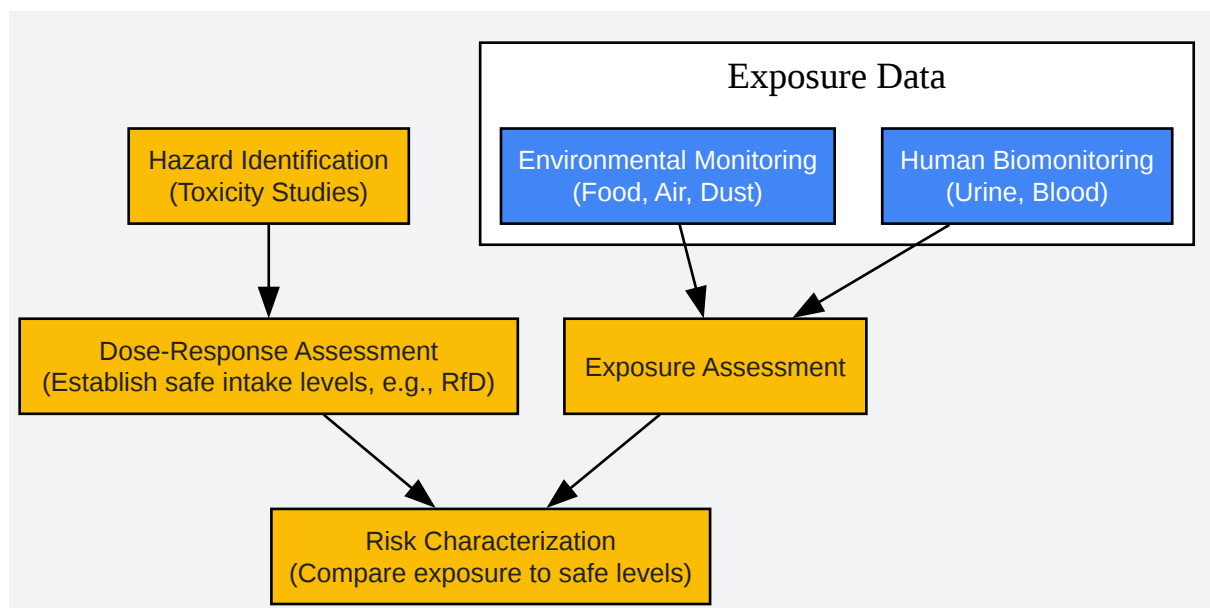 Exposure Data
Hazard Identification
(Toxicity Studies)
Environmental Monitoring
(Food, Air, Dust)
Human Biomonitoring
(Urine, Blood)
Dose-Response Assessment
(Establish safe intake levels, e.g., RfD)
Exposure Assessment
Risk Characterization
(Compare exposure to safe levels)